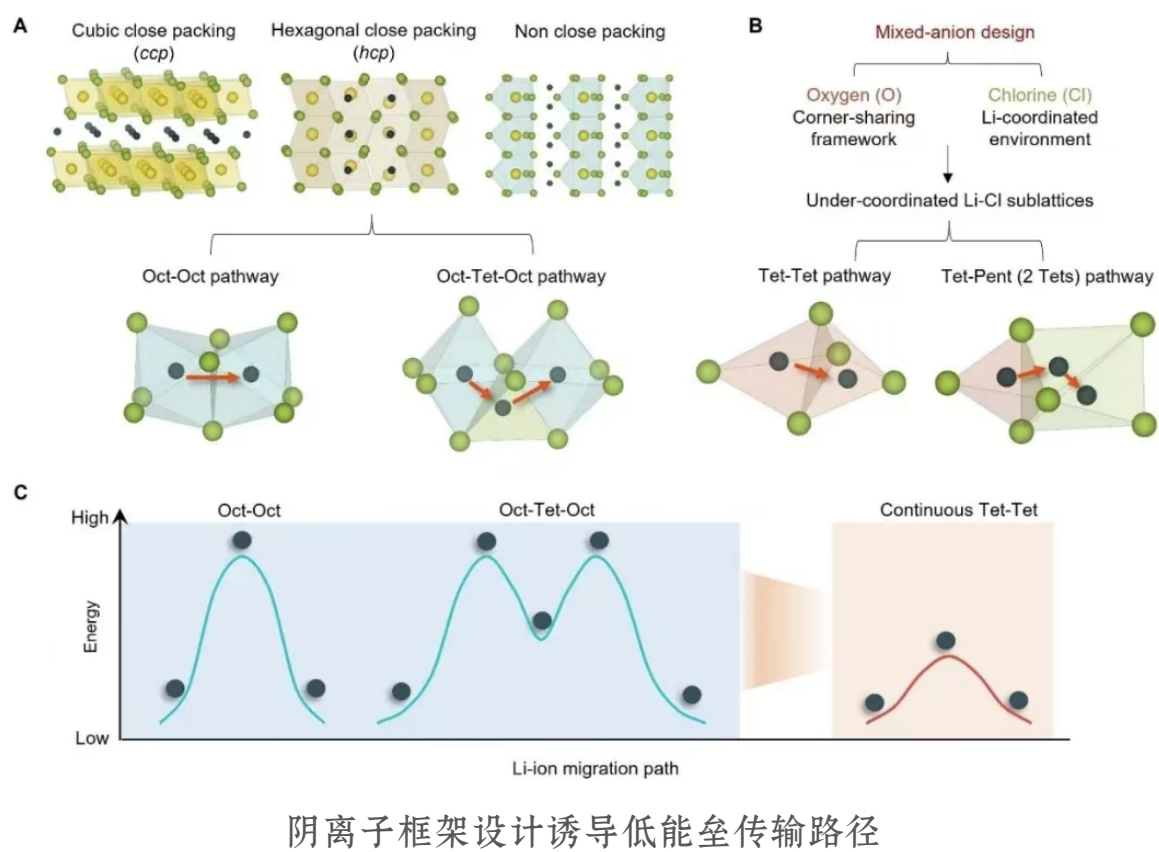 A
Cubic close packing
(ccp)
Hexagonal close packing
(hcp)
Non close packing
Oct-Oct pathway
Oct-Tet-Oct pathway
B
Mixed-anion design
Oxygen (O)
Corner-sharing
framework
Chlorine (Cl)
Li-coordinated
environment
Under-coordinated Li-Cl sublattices
Tet-Tet pathway
Tet-Pent (2 Tets) pathway
C
High
Energy
Low
Oct-Oct
Oct-Tet-Oct
Continuous Tet-Tet
Li-ion migration path
阴离子框架设计诱导低能垒传输路径